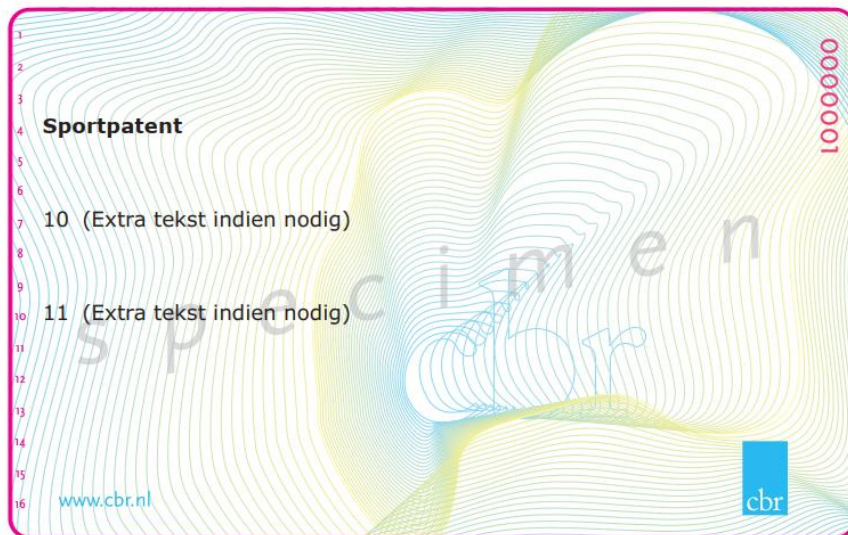 1
2
3
4
5
6
7
8
9
10
11
12
13
14
15
16
1000000
Sportpatent
10 (Extra tekst indien nodig)
11 (Extra tekst indien nodig)
specimen
cbr
www.cbr.nl
cbr